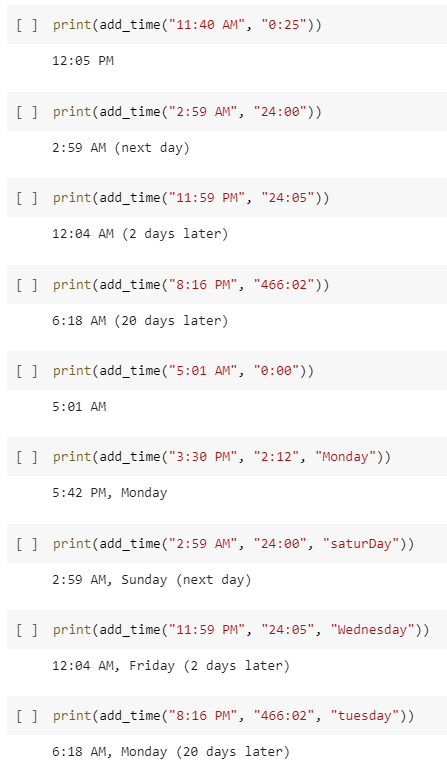 [ ] print(add_time("11:40 AM", "0:25"))
12:05 PM
[ ] print(add_time("2:59 AM", "24:00"))
2:59 AM (next day)
[ ] print(add_time("11:59 PM", "24:05"))
12:04 AM (2 days later)
[ ] print(add_time("8:16 PM", "466:02"))
6:18 AM (20 days later)
[ ] print(add_time("5:01 AM", "0:00"))
5:01 AM
[ ] print(add_time("3:30 PM", "2:12", "Monday"))
5:42 PM, Monday
[ ] print(add_time("2:59 AM", "24:00", "saturDay"))
2:59 AM, Sunday (next day)
[ ] print(add_time("11:59 PM", "24:05", "Wednesday"))
12:04 AM, Friday (2 days later)
[ ] print(add_time("8:16 PM", "466:02", "tuesday"))
6:18 AM, Monday (20 days later)